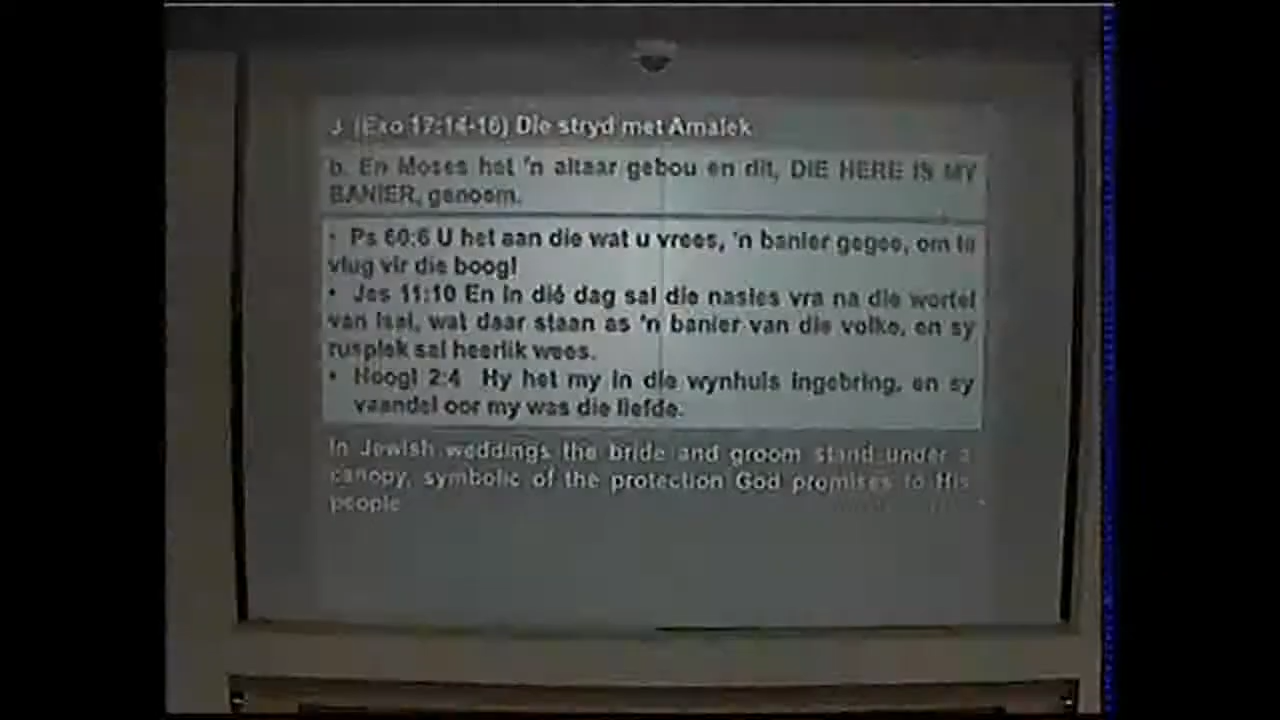 3. (Exo 17:14-16) Die stryd met Amalek
b. En Moses het 'n altaar gebou en dit, DIE HERE IS MY
BANIER, genoem.
• Ps 60:6 U het aan die wat u vrees, 'n banier gegee, om te
vlug vir die boog!
• Jes 11:10 En in dié dag sal die nasies vra na die wortel
van Isai, wat daar staan as 'n banier van die volke, en sy
rusplek sal heerlik wees.
• Hoogl 2:4 Hy het my in die wynhuis ingebring, en sy
vaandel oor my was die liefde.
In Jewish weddings the bride and groom stand under a
canopy, symbolic of the protection God promises to His
people